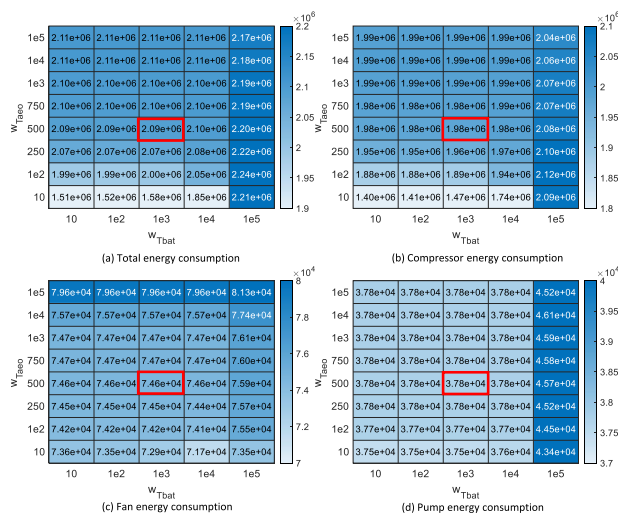 ×10^6
1e5 2.11e+06 2.11e+06 2.11e+06 2.11e+06 2.17e+06 2.2
1e4 2.11e+06 2.11e+06 2.11e+06 2.11e+06 2.18e+06 2.15
1e3 2.10e+06 2.10e+06 2.10e+06 2.11e+06 2.19e+06 2.1
750 2.10e+06 2.10e+06 2.10e+06 2.10e+06 2.19e+06
500 2.09e+06 2.09e+06 2.09e+06 2.10e+06 2.20e+06 2.05
250 2.07e+06 2.07e+06 2.07e+06 2.08e+06 2.22e+06 2
1e2 1.99e+06 1.99e+06 2.00e+06 2.05e+06 2.24e+06 1.95
10 1.51e+06 1.52e+06 1.58e+06 1.85e+06 2.21e+06 1.9
w_Taeo
10 1e2 1e3 1e4 1e5
w_Tbat
(a) Total energy consumption
×10^6
1e5 1.99e+06 1.99e+06 1.99e+06 1.99e+06 2.04e+06 2.1
1e4 1.99e+06 1.99e+06 1.99e+06 1.99e+06 2.06e+06 2.05
1e3 1.99e+06 1.99e+06 1.99e+06 1.99e+06 2.07e+06 2
750 1.98e+06 1.98e+06 1.98e+06 1.99e+06 2.07e+06
500 1.98e+06 1.98e+06 1.98e+06 1.98e+06 2.08e+06 1.95
250 1.95e+06 1.95e+06 1.96e+06 1.97e+06 2.10e+06 1.9
1e2 1.88e+06 1.88e+06 1.89e+06 1.94e+06 2.12e+06 1.85
10 1.40e+06 1.41e+06 1.47e+06 1.74e+06 2.09e+06 1.8
w_Taeo
10 1e2 1e3 1e4 1e5
w_Tbat
(b) Compressor energy consumption
×10^4
1e5 7.96e+04 7.96e+04 7.96e+04 7.96e+04 8.13e+04 8
1e4 7.57e+04 7.57e+04 7.57e+04 7.57e+04 7.74e+04
1e3 7.47e+04 7.47e+04 7.47e+04 7.47e+04 7.61e+04 7.8
750 7.47e+04 7.47e+04 7.47e+04 7.47e+04 7.60e+04 7.6
500 7.46e+04 7.46e+04 7.46e+04 7.46e+04 7.59e+04
250 7.45e+04 7.45e+04 7.45e+04 7.44e+04 7.57e+04 7.4
1e2 7.42e+04 7.42e+04 7.42e+04 7.41e+04 7.55e+04 7.2
10 7.36e+04 7.35e+04 7.29e+04 7.17e+04 7.35e+04 7
w_Taeo
10 1e2 1e3 1e4 1e5
w_Tbat
(c) Fan energy consumption
×10^4
1e5 3.78e+04 3.78e+04 3.78e+04 3.78e+04 4.52e+04 4
1e4 3.78e+04 3.78e+04 3.78e+04 3.78e+04 4.61e+04
1e3 3.78e+04 3.78e+04 3.78e+04 3.78e+04 4.59e+04 3.9
750 3.78e+04 3.78e+04 3.78e+04 3.78e+04 4.58e+04
500 3.78e+04 3.78e+04 3.78e+04 3.78e+04 4.57e+04
250 3.78e+04 3.78e+04 3.78e+04 3.78e+04 4.52e+04 3.8
1e2 3.77e+04 3.77e+04 3.77e+04 3.76e+04 4.45e+04
10 3.75e+04 3.75e+04 3.75e+04 3.75e+04 4.34e+04 3.7
w_Taeo
10 1e2 1e3 1e4 1e5
w_Tbat
(d) Pump energy consumption